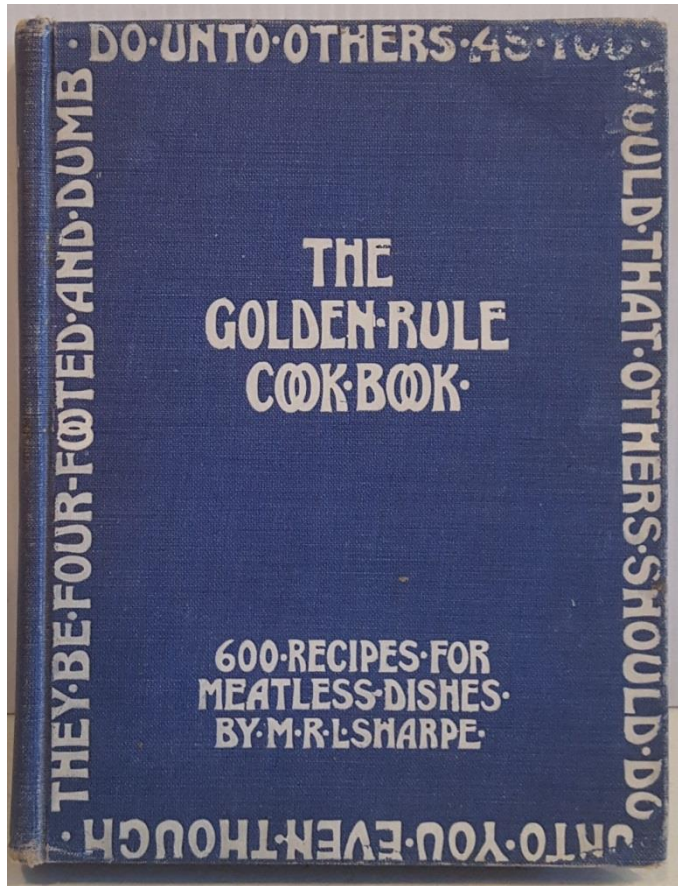 ·DO·UNTO·OTHERS·AS·YOU·
WOULD·THAT·OTHERS·SHOULD·DO
UNTO·YOU·EVEN·THOUGH·
THEY·BE·FOUR-FOOTED·AND·DUMB
THE
GOLDEN·RULE
COOK·BOOK·
600·RECIPES·FOR
MEATLESS·DISHES·
BY·M·R·L·SHARPE·